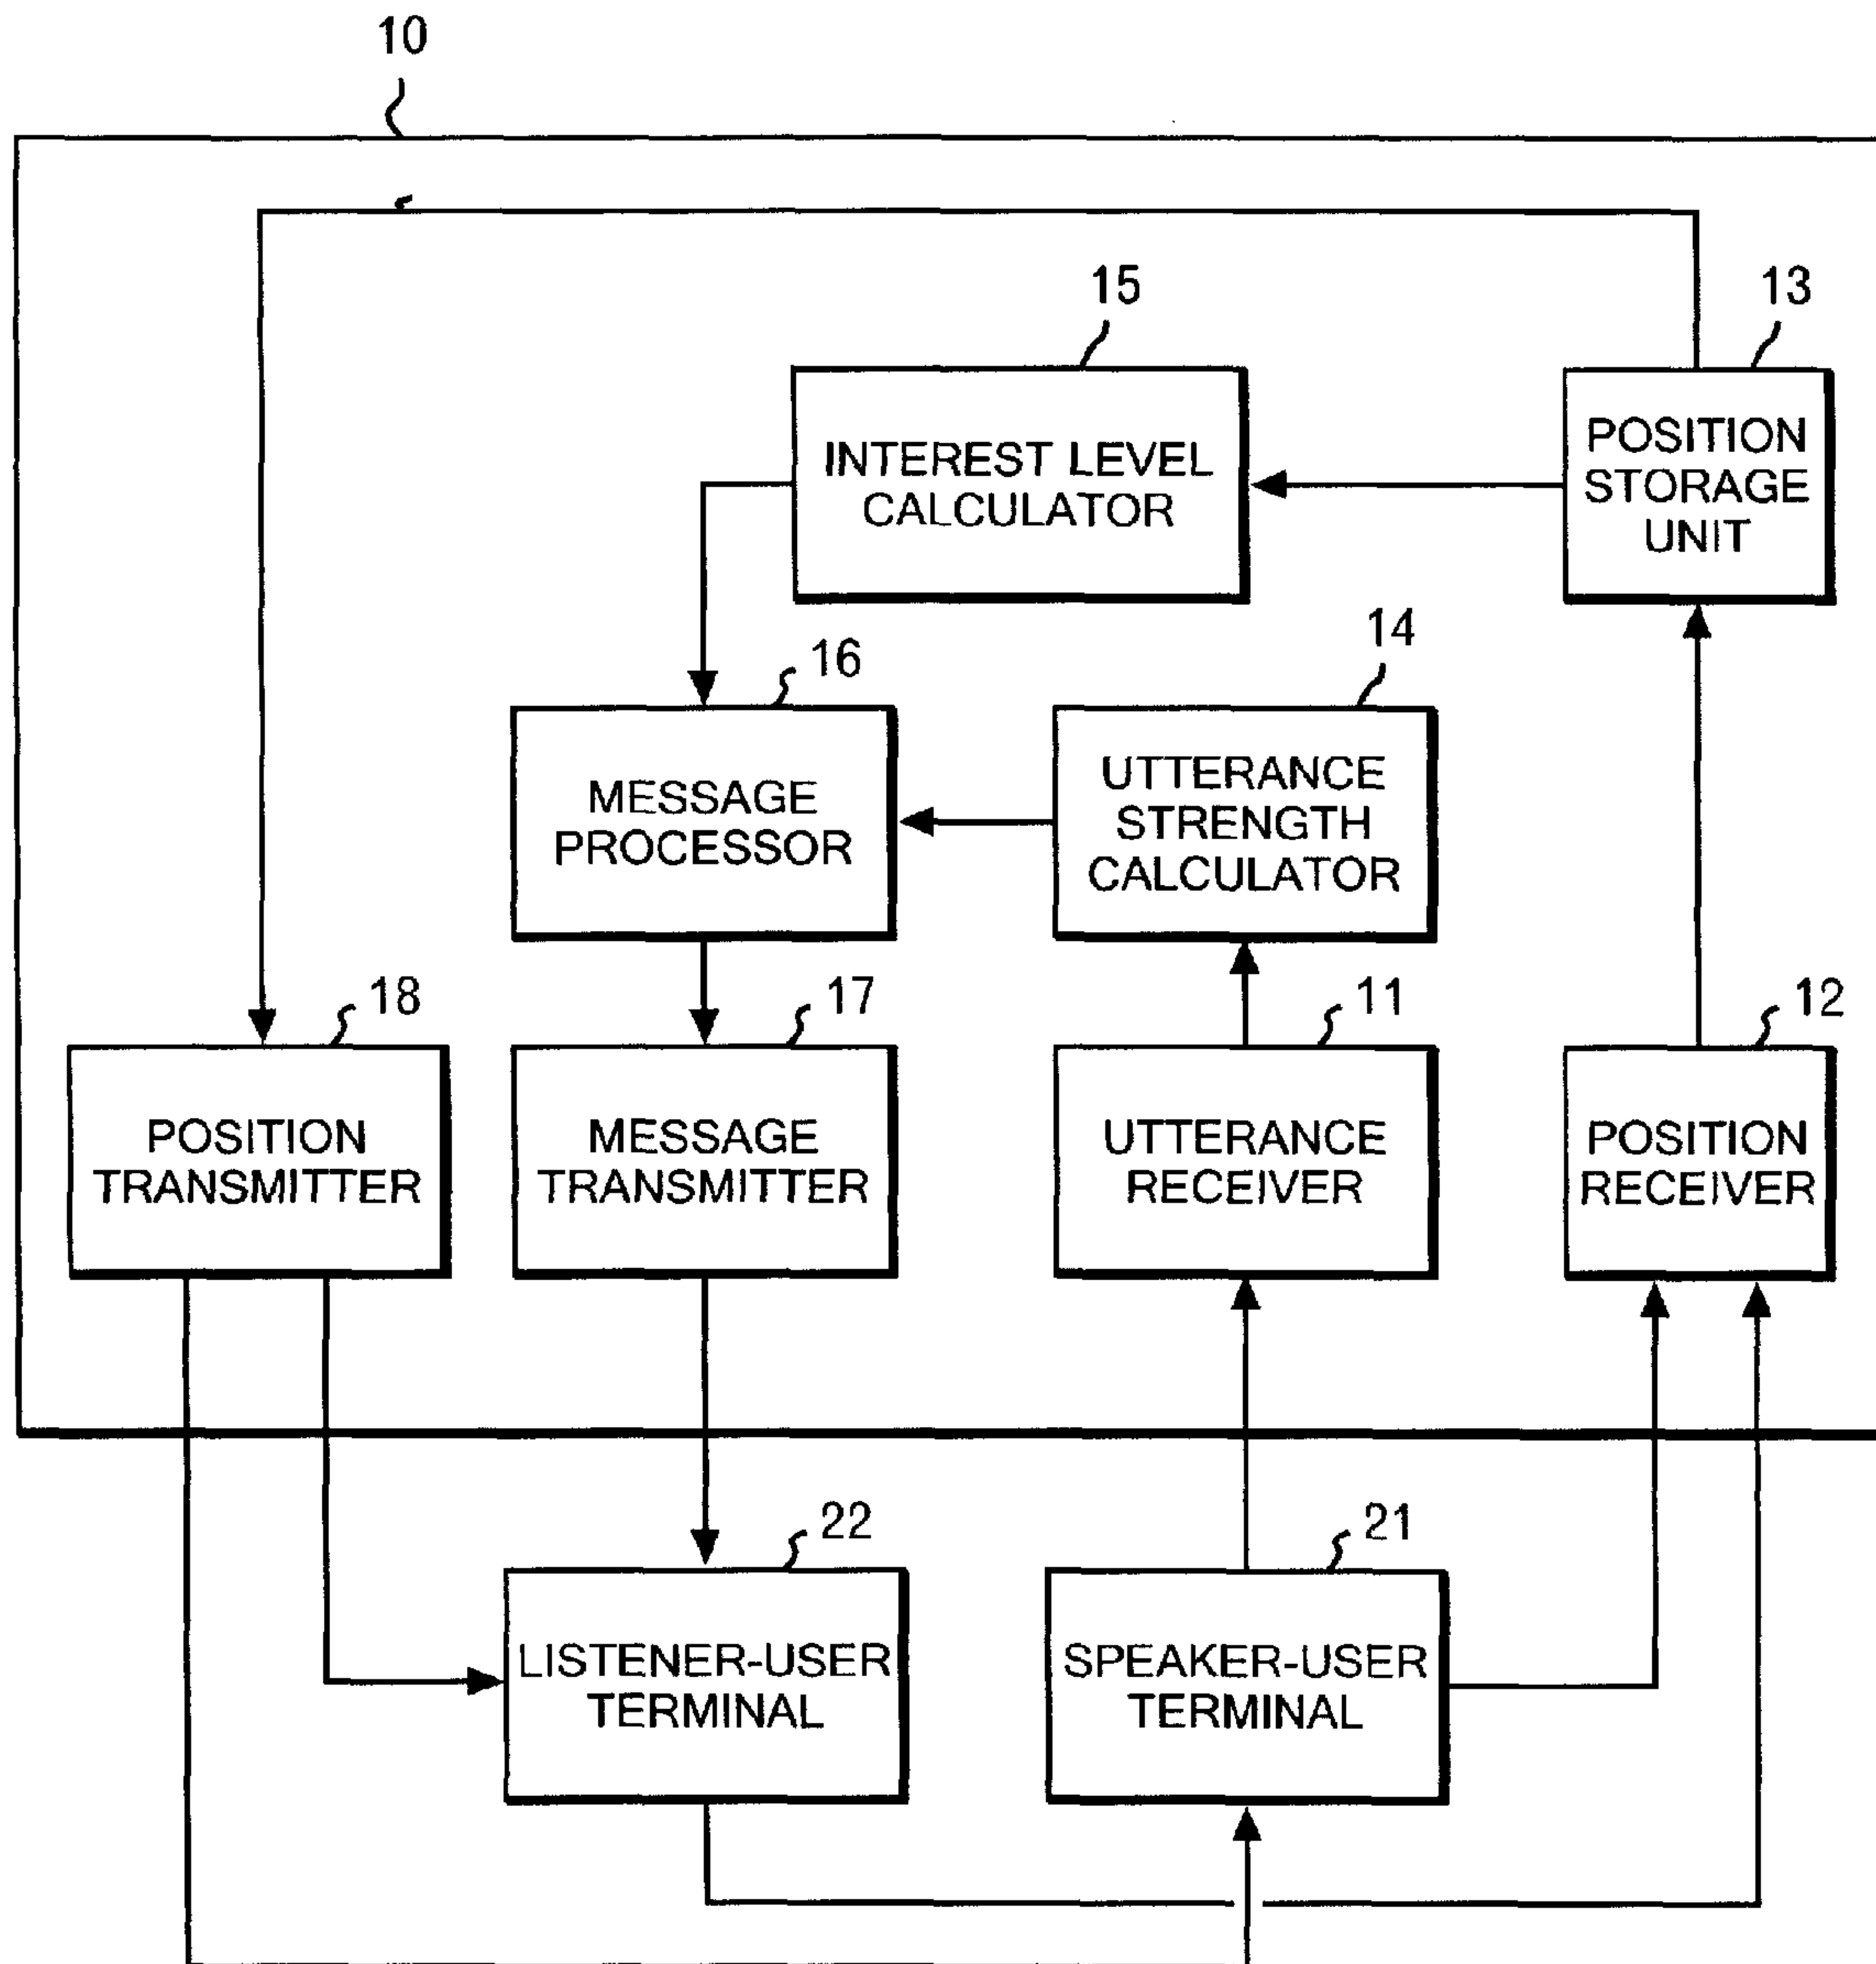 10
15
13
INTEREST LEVEL
CALCULATOR
POSITION
STORAGE
UNIT
16
14
MESSAGE
PROCESSOR
UTTERANCE
STRENGTH
CALCULATOR
18
17
11
12
POSITION
TRANSMITTER
MESSAGE
TRANSMITTER
UTTERANCE
RECEIVER
POSITION
RECEIVER
22
21
LISTENER-USER
TERMINAL
SPEAKER-USER
TERMINAL